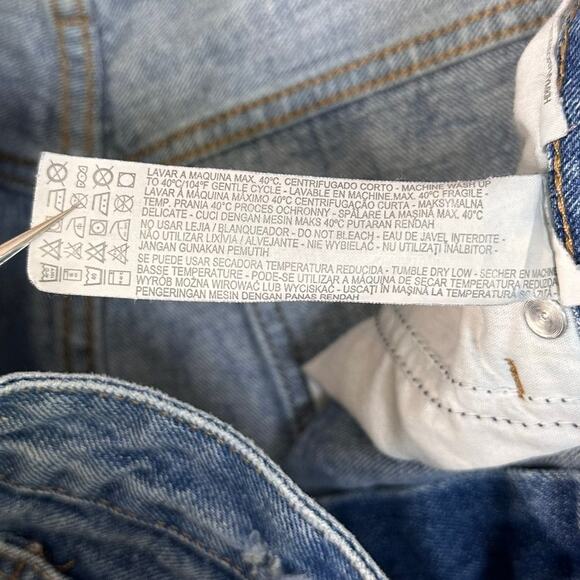 LAVAR A MAQUINA MAX. 40ºC. CENTRIFUGADO CORTO - MACHINE WASH UP
TO 40ºC/104ºF GENTLE CYCLE - LAVABLE EN MACHINE.MAX. 40ºC FRAGILE -
LAVAR À MÁQUINA MÁXIMO 40ºC CENTRIFUGAÇÃO CURTA - MAKSYMALNA
TEMP. PRANIA 40ºC PROCES OCHRONNY - SPĂLARE LA MAŞINA MAX. 40ºC
DELICATE - CUCI DENGAN MESIN MAKS 40ºC PUTARAN RENDAH
NO USAR LEJIA / BLANQUEADOR - DO NOT BLEACH - EAU DE JAVEL INTERDITE -
NÃO UTILIZAR LIXÍVIA / ALVEJANTE - NIE WYBIELAĆ - NU UTILIZAŢI INĂLBITOR -
JANGAN GUNAKAN PEMUTIH
SE PUEDE USAR SECADORA TEMPERATURA REDUCIDA - TUMBLE DRY LOW - SÉCHER EN MACHINE
BASSE TEMPERATURE - PODE-SE UTILIZAR A MÁQUINA DE SECAR TEMPERATURA REDUZIDA
WYRÓB MOŻNA WIROWAĆ LUB WYCISKAĆ - USCAŢI ÎN MAŞINA LA TEMPERATURĂ
PENGERINGAN MESIN DENGAN PANAS RENDAH